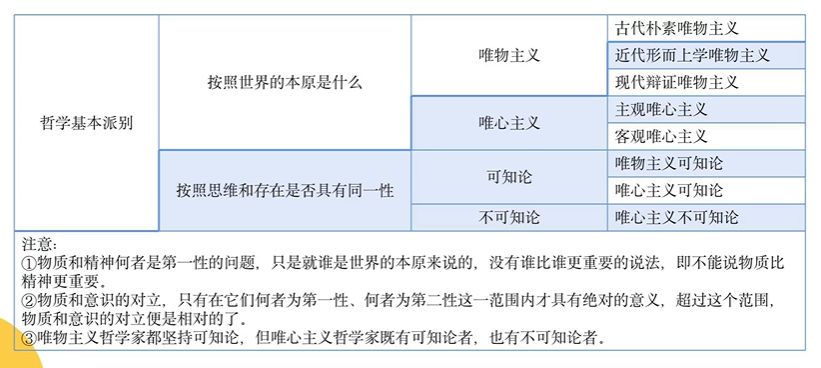 哲学基本派别
按照世界的本原是什么
唯物主义
古代朴素唯物主义
近代形而上学唯物主义
现代辩证唯物主义
唯心主义
主观唯心主义
客观唯心主义
按照思维和存在是否具有同一性
可知论
唯物主义可知论
唯心主义可知论
不可知论
唯心主义不可知论
注意:
①物质和精神何者是第一性的问题，只是就谁是世界的本原来说的，没有谁比谁更重要的说法，即不能说物质比
精神更重要。
②物质和意识的对立，只有在它们何者为第一性、何者为第二性这一范围内才具有绝对的意义，超过这个范围，
物质和意识的对立便是相对的了。
③唯物主义哲学家都坚持可知论，但唯心主义哲学家既有可知论者，也有不可知论者。